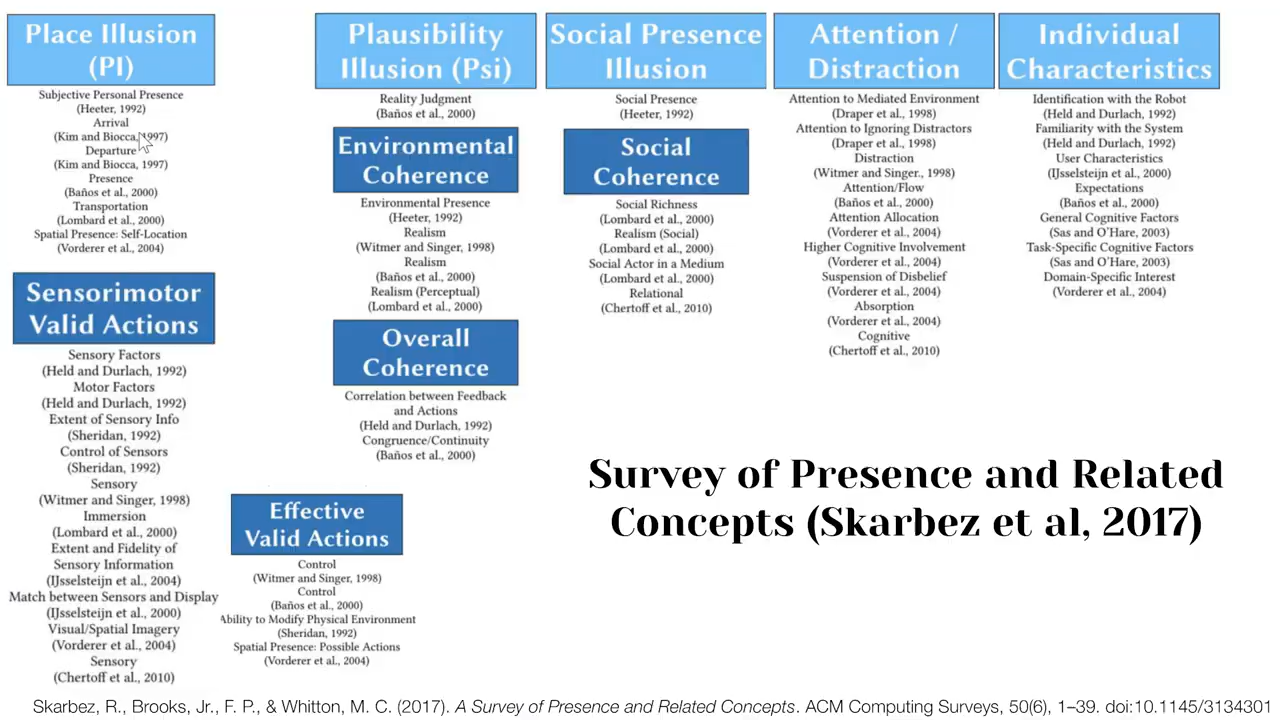 Place Illusion
(PI)
Subjective Personal Presence
(Heeter, 1992)
Arrival
(Kim and Biocca, 1997)
Departure
(Kim and Biocca, 1997)
Presence
(Baños et al., 2000)
Transportation
(Lombard et al., 2000)
Spatial Presence: Self-Location
(Vorderer et al., 2004)
Sensorimotor
Valid Actions
Sensory Factors
(Held and Durlach, 1992)
Motor Factors
(Held and Durlach, 1992)
Extent of Sensory Info
(Sheridan, 1992)
Control of Sensors
(Sheridan, 1992)
Sensory
(Witmer and Singer, 1998)
Immersion
(Lombard et al., 2000)
Extent and Fidelity of
Sensory Information
(IJsselsteijn et al., 2004)
Match between Sensors and Display
(IJsselsteijn et al., 2000)
Visual/Spatial Imagery
(Vorderer et al., 2004)
Sensory
(Chertoff et al., 2010)
Effective
Valid Actions
Control
(Witmer and Singer, 1998)
Control
(Baños et al., 2000)
Ability to Modify Physical Environment
(Sheridan, 1992)
Spatial Presence: Possible Actions
(Vorderer et al., 2004)
Plausibility
Illusion (Psi)
Reality Judgment
(Baños et al., 2000)
Environmental
Coherence
Environmental Presence
(Heeter, 1992)
Realism
(Witmer and Singer, 1998)
Realism
(Baños et al., 2000)
Realism (Perceptual)
(Lombard et al., 2000)
Overall
Coherence
Correlation between Feedback
and Actions
(Held and Durlach, 1992)
Congruence/Continuity
(Baños et al., 2000)
Social Presence
Illusion
Social Presence
(Heeter, 1992)
Social
Coherence
Social Richness
(Lombard et al., 2000)
Realism (Social)
(Lombard et al., 2000)
Social Actor in a Medium
(Lombard et al., 2000)
Relational
(Chertoff et al., 2010)
Attention /
Distraction
Attention to Mediated Environment
(Draper et al., 1998)
Attention to Ignoring Distractors
(Draper et al., 1998)
Distraction
(Witmer and Singer., 1998)
Attention/Flow
(Baños et al., 2000)
Attention Allocation
(Vorderer et al., 2004)
Higher Cognitive Involvement
(Vorderer et al., 2004)
Suspension of Disbelief
(Vorderer et al., 2004)
Absorption
(Vorderer et al., 2004)
Cognitive
(Chertoff et al., 2010)
Individual
Characteristics
Identification with the Robot
(Held and Durlach, 1992)
Familiarity with the System
(Held and Durlach, 1992)
User Characteristics
(IJsselsteijn et al., 2000)
Expectations
(Baños et al., 2000)
General Cognitive Factors
(Sas and O'Hare, 2003)
Task-Specific Cognitive Factors
(Sas and O'Hare, 2003)
Domain-Specific Interest
(Vorderer et al., 2004)
Survey of Presence and Related
Concepts (Skarbez et al, 2017)
Skarbez, R., Brooks, Jr., F. P., & Whitton, M. C. (2017). A Survey of Presence and Related Concepts. ACM Computing Surveys, 50(6), 1–39. doi:10.1145/3134301